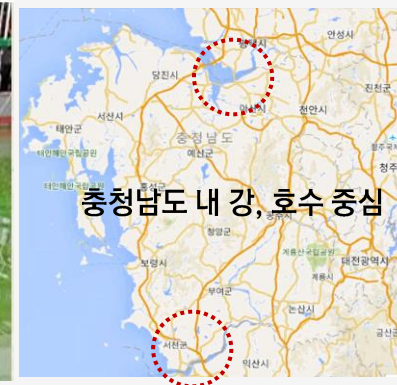 안성시
당진시
진천군
서산시
천안시
태안군
충청남도
예산군
태안해안국립공원
청주
홍성군
충청남도 내 강, 호수 중심
청양군
계룡산국립공원
대전광역시
보령시
계룡시
부여군
논산시
금산군
서천군
익산시